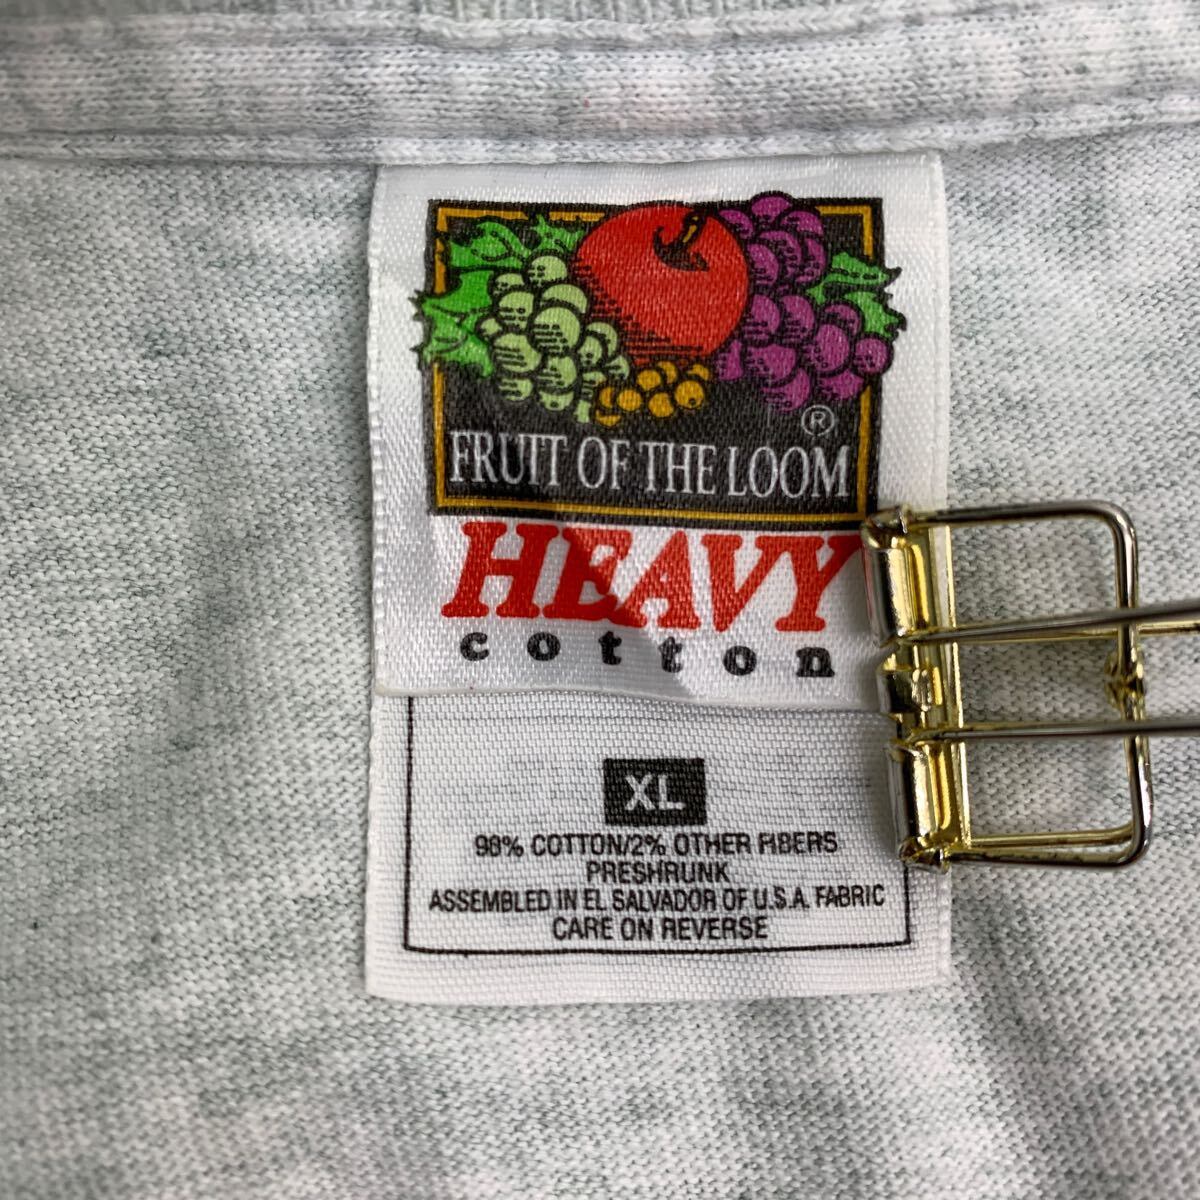 ®
FRUIT OF THE LOOM
HEAVY
cotton
XL
98% COTTON/2% OTHER FIBERS
PRESHRUNK
ASSEMBLED IN EL SALVADOR OF U.S.A. FABRIC
CARE ON REVERSE